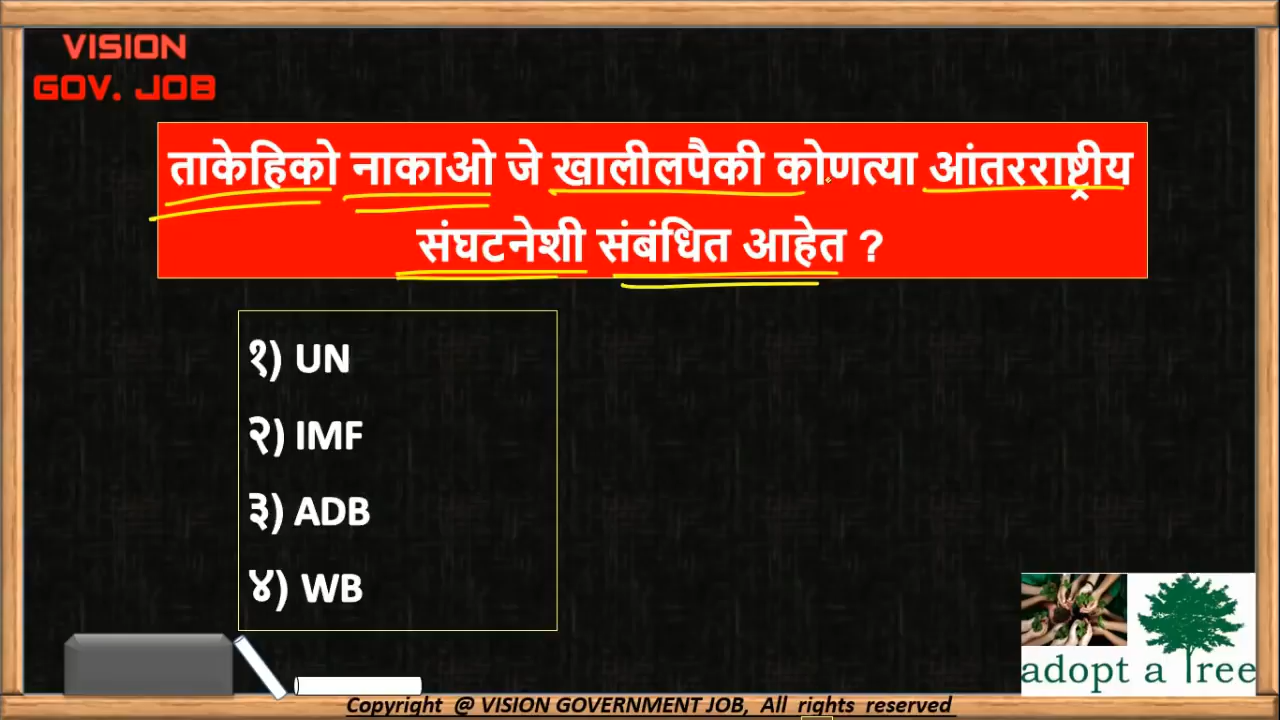 VISION
GOV. JOB
ताकेहिको नाकाओ जे खालीलपैकी कोणत्या आंतरराष्ट्रीय
संघटनेशी संबंधित आहेत ?
१) UN
२) IMF
३) ADB
४) WB
adopt a Tree
Copyright @ VISION GOVERNMENT JOB, All rights reserved